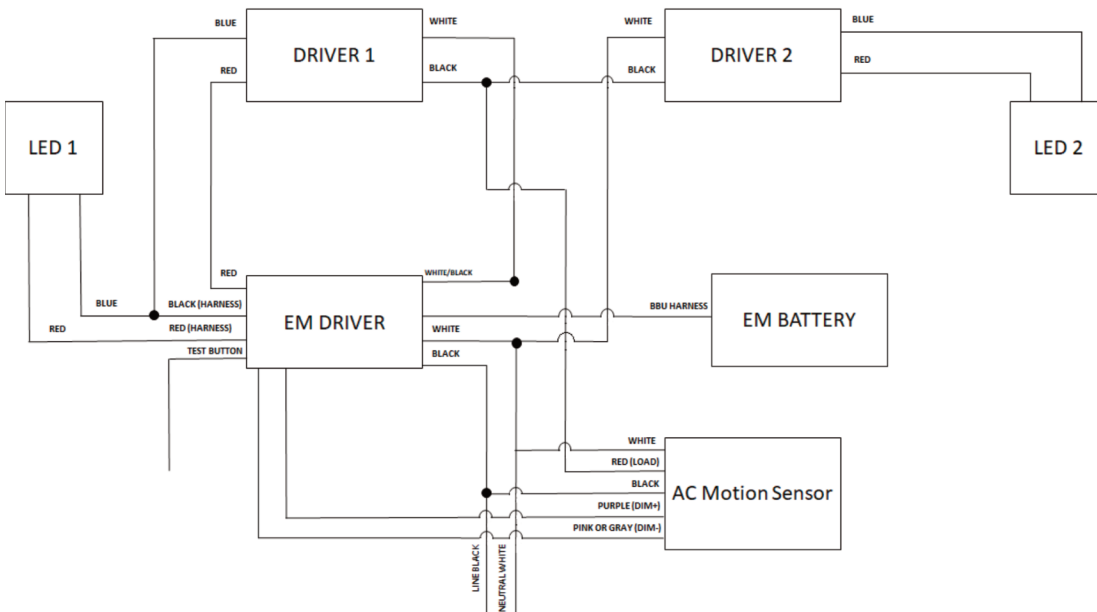 BLUE
WHITE
WHITE
BLUE
DRIVER 1
DRIVER 2
RED
BLACK
BLACK
RED
LED 1
LED 2
RED
WHITE/BLACK
BLUE
BLACK (HARNESS)
BBU HARNESS
EM DRIVER
EM BATTERY
RED
RED (HARNESS)
WHITE
TEST BUTTON
BLACK
WHITE
RED (LOAD)
BLACK
AC Motion Sensor
PURPLE (DIM+)
PINK OR GRAY (DIM-)
LINE BLACK
NEUTRAL WHITE